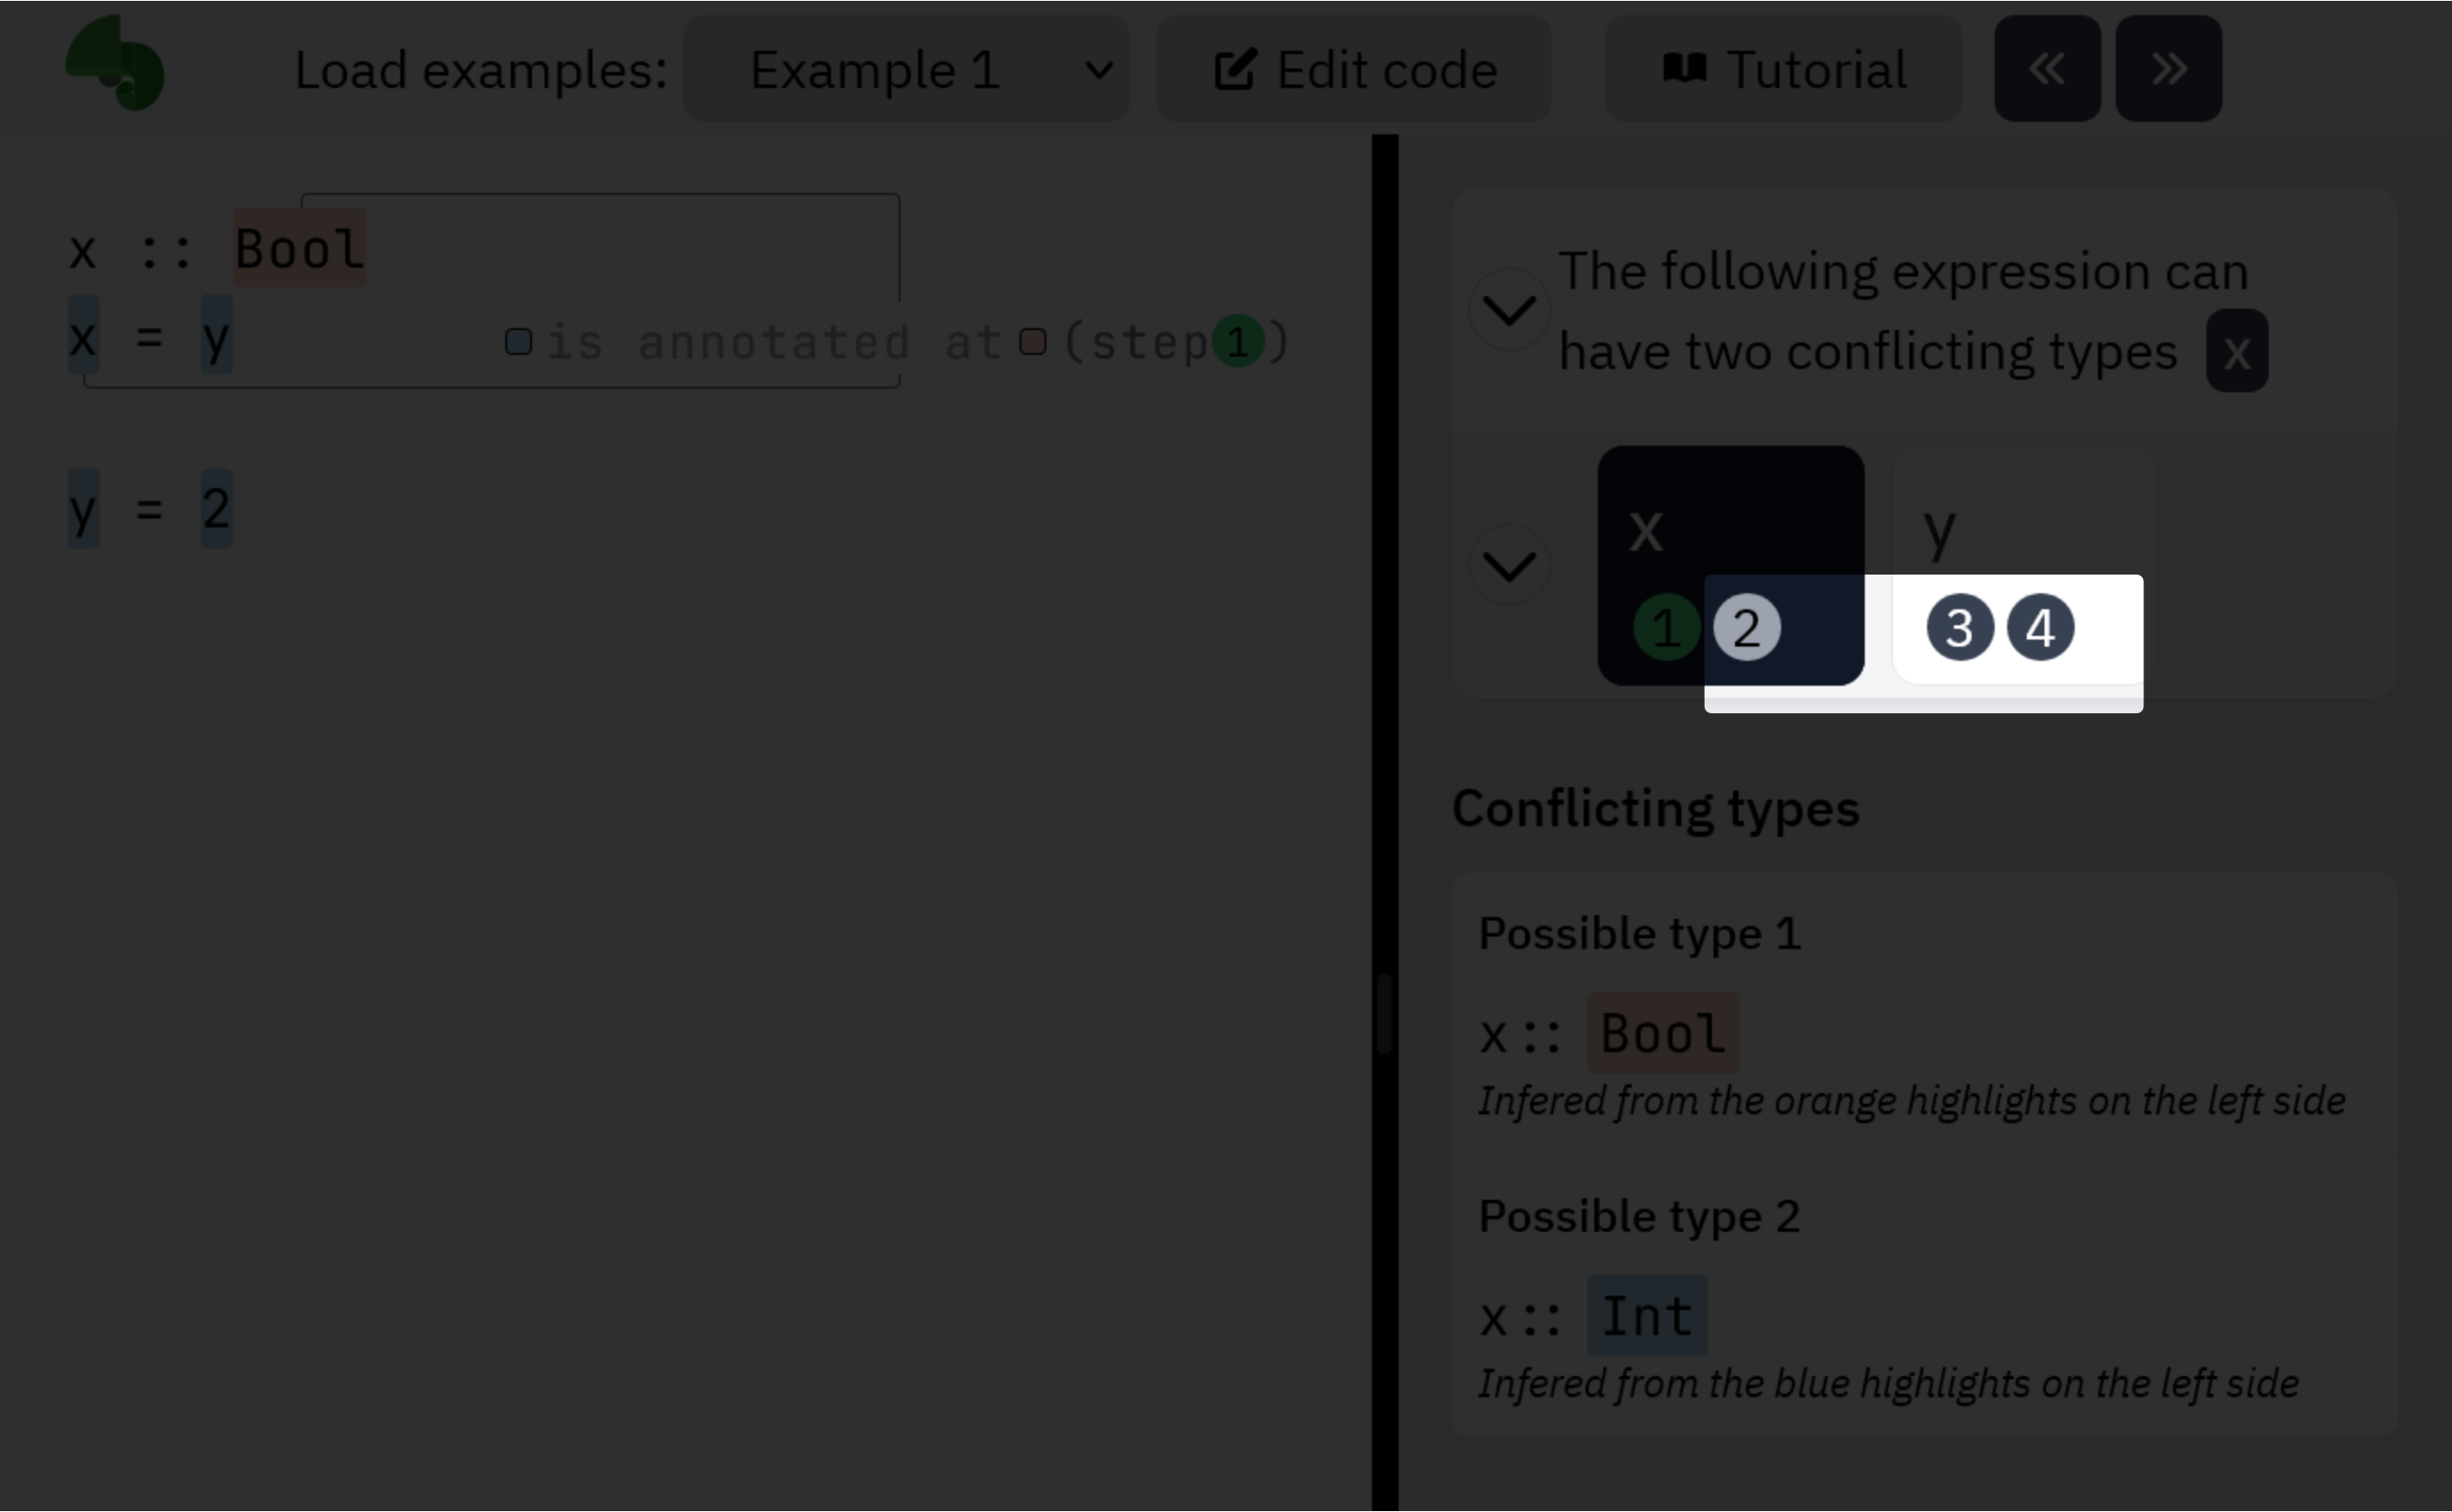 Load examples: Example 1 Edit code Tutorial « »
x :: Bool
x = y is annotated at (step 1)
y = 2
The following expression can
have two conflicting types x
x y
1 2 3 4
Conflicting types
Possible type 1
x :: Bool
Infered from the orange highlights on the left side
Possible type 2
x :: Int
Infered from the blue highlights on the left side